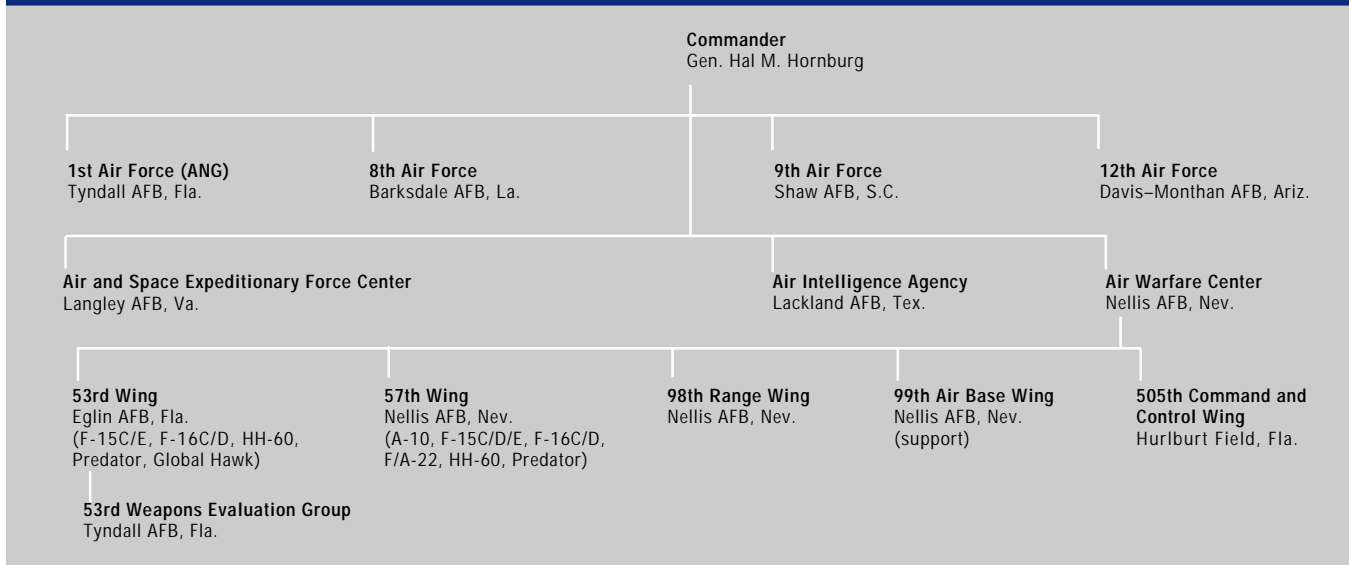 Commander
Gen. Hal M. Hornburg
1st Air Force (ANG)
Tyndall AFB, Fla.
8th Air Force
Barksdale AFB, La.
9th Air Force
Shaw AFB, S.C.
12th Air Force
Davis–Monthan AFB, Ariz.
Air and Space Expeditionary Force Center
Langley AFB, Va.
Air Intelligence Agency
Lackland AFB, Tex.
Air Warfare Center
Nellis AFB, Nev.
53rd Wing
Eglin AFB, Fla.
(F-15C/E, F-16C/D, HH-60,
Predator, Global Hawk)
57th Wing
Nellis AFB, Nev.
(A-10, F-15C/D/E, F-16C/D,
F/A-22, HH-60, Predator)
98th Range Wing
Nellis AFB, Nev.
99th Air Base Wing
Nellis AFB, Nev.
(support)
505th Command and
Control Wing
Hurlburt Field, Fla.
53rd Weapons Evaluation Group
Tyndall AFB, Fla.